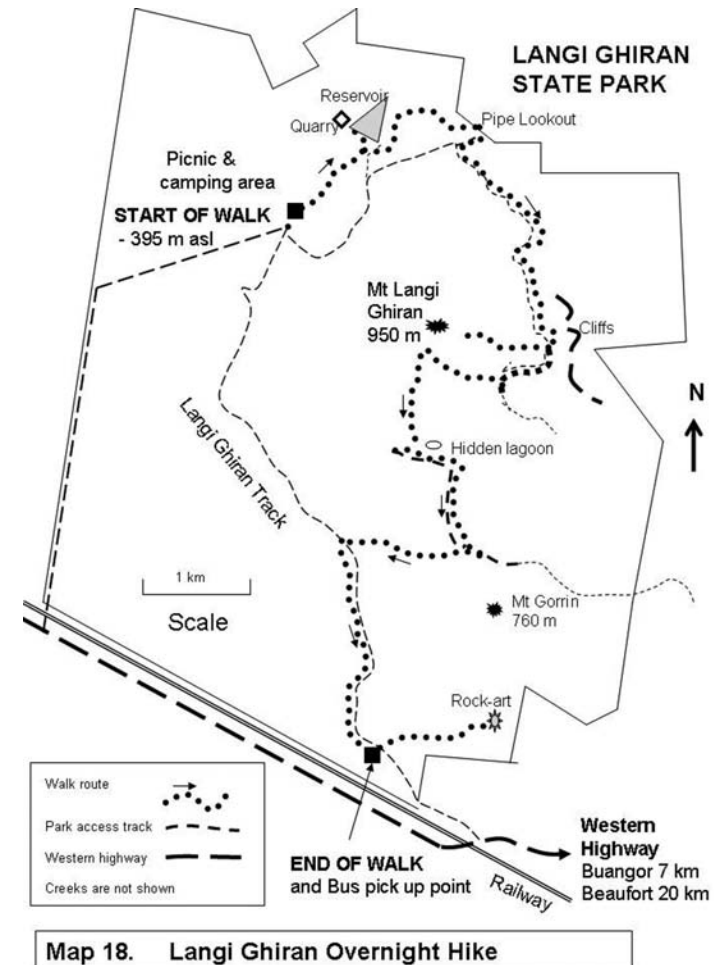 LANGI GHIRAN
STATE PARK
Reservoir
Quarry
Pipe Lookout
Picnic &
camping area
START OF WALK
- 395 m asl
Mt Langi
Ghiran
950 m
Cliffs
N
Langi Ghiran Track
Hidden lagoon
1 km
Scale
Mt Gorrin
760 m
Rock-art
Walk route
Park access track
Western highway
Creeks are not shown
END OF WALK
and Bus pick up point
Railway
Western
Highway
Buangor 7 km
Beaufort 20 km
Map 18. Langi Ghiran Overnight Hike